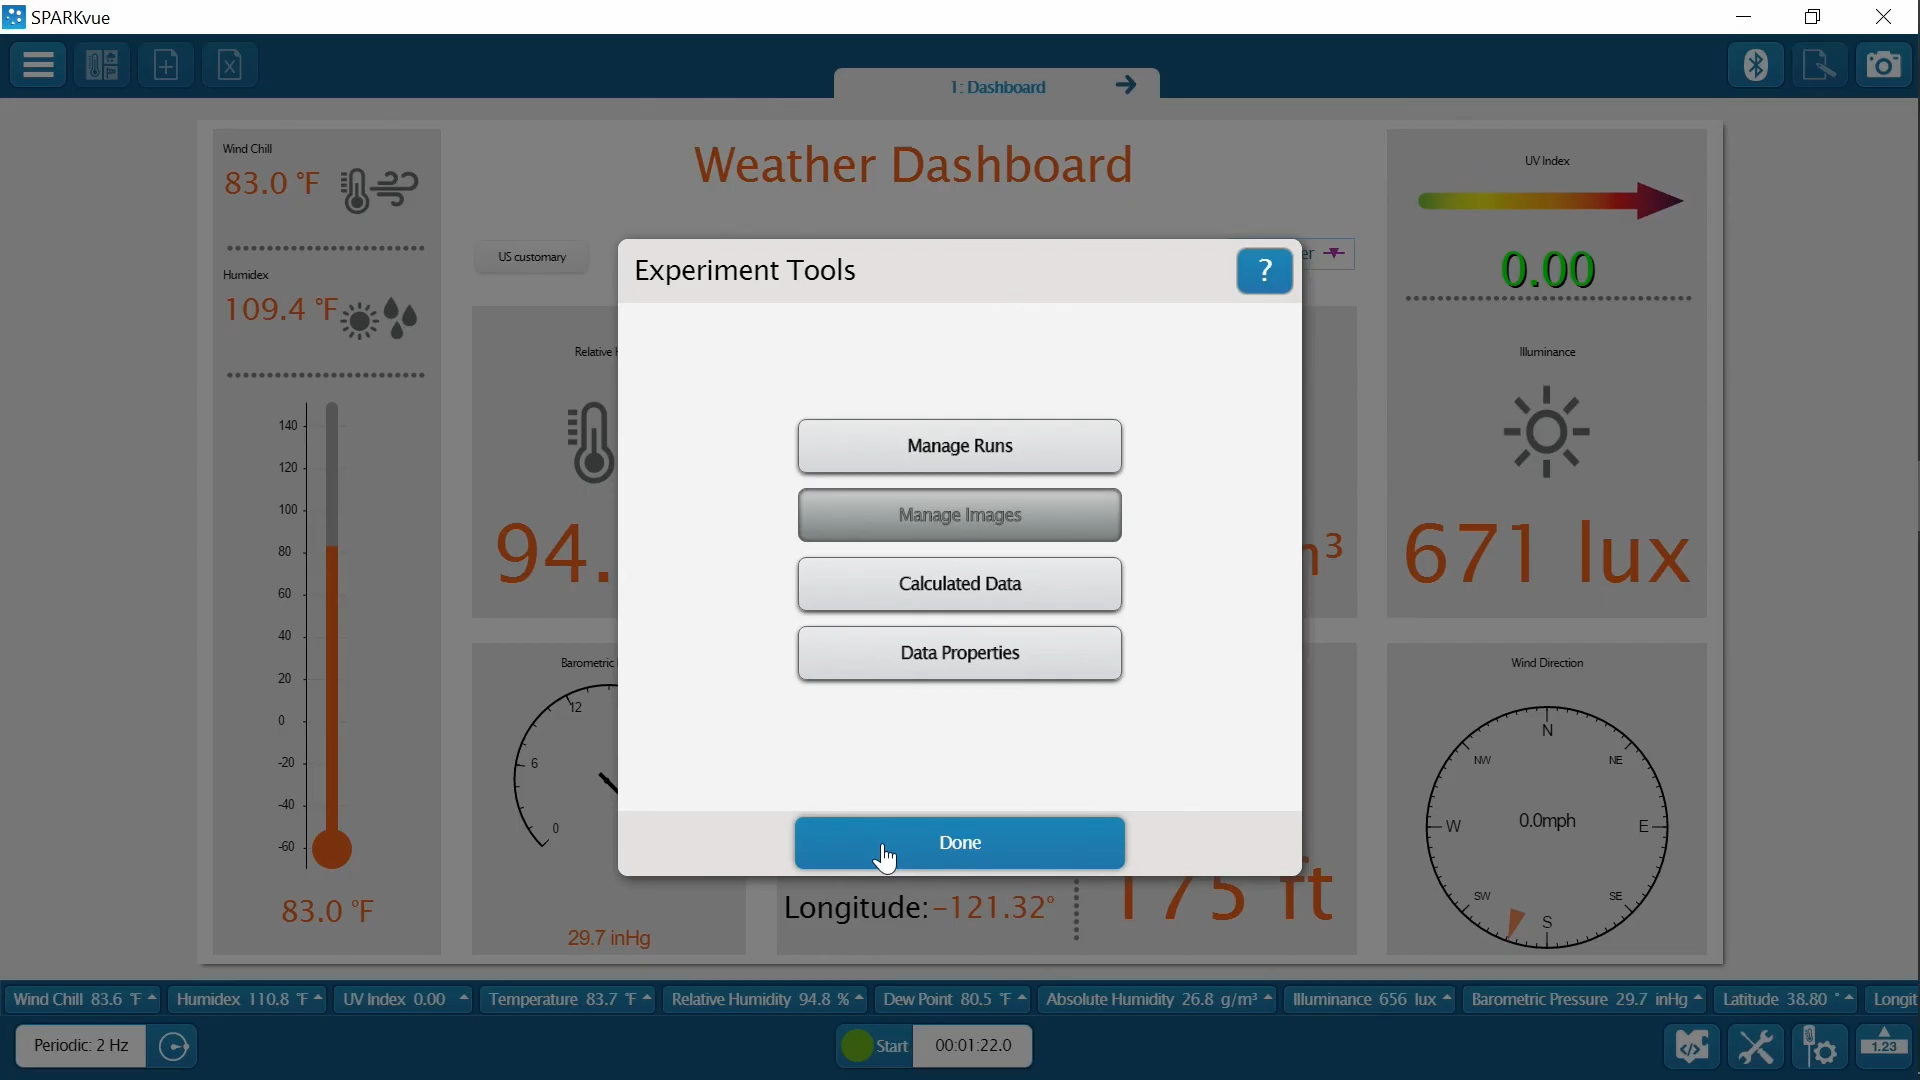 SPARKvue
1: Dashboard
Wind Chill
83.0 °F
Humidex
109.4 °F
140
120
100
80
60
40
20
0
-20
-40
-60
83.0 °F
Weather Dashboard
US customary
Relative
94.
Barometric
12
6
0
29.7 inHg
Experiment Tools
?
Manage Runs
Manage Images
Calculated Data
Data Properties
Done
Longitude: -121.32°
175 ft
UV Index
0.00
Illuminance
671 lux
Wind Direction
N
NW NE
W 0.0mph E
SW SE
S
Wind Chill 83.6 °F Humidex 110.8 °F UV Index 0.00 Temperature 83.7 °F Relative Humidity 94.8 % Dew Point 80.5 °F Absolute Humidity 26.8 g/m³ Illuminance 656 lux Barometric Pressure 29.7 inHg Latitude 38.80 ° Longit
Periodic: 2 Hz Start 00:01:22.0 1.23